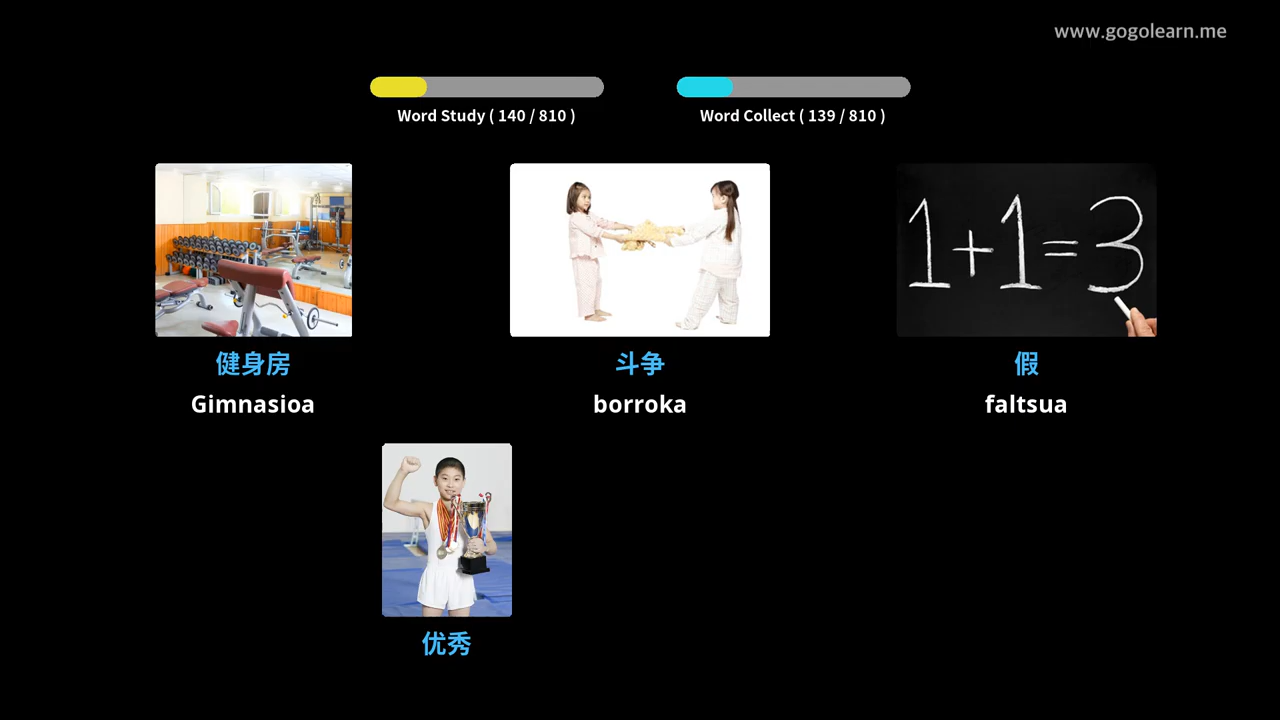 www.gogolearn.me
Word Study ( 140 / 810 )
Word Collect ( 139 / 810 )
1+1=3
健身房
Gimnasioa
斗争
borroka
假
faltsua
优秀